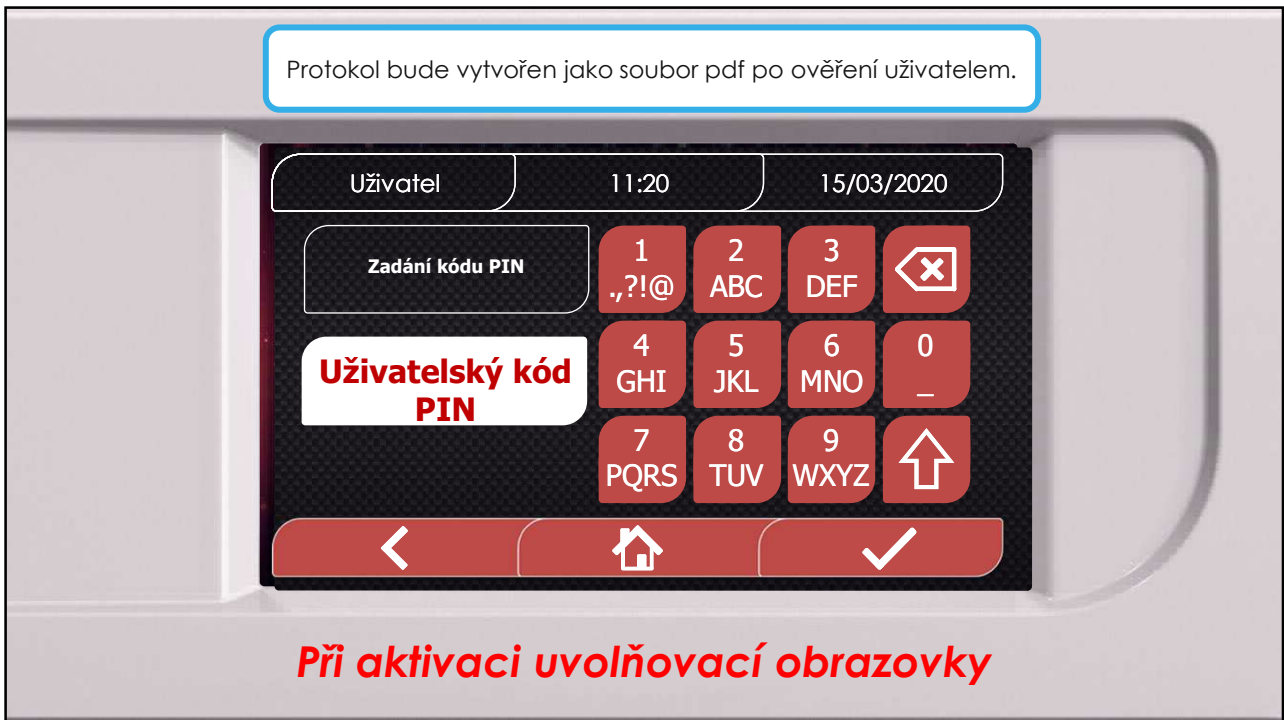 Protokol bude vytvořen jako soubor pdf po ověření uživatelem.
Uživatel 11:20 15/03/2020
Zadání kódu PIN
1 2 3
.,?!@ ABC DEF
Uživatelský kód
PIN
4 5 6 0
GHI JKL MNO _
7 8 9
PQRS TUV WXYZ
Při aktivaci uvolňovací obrazovky